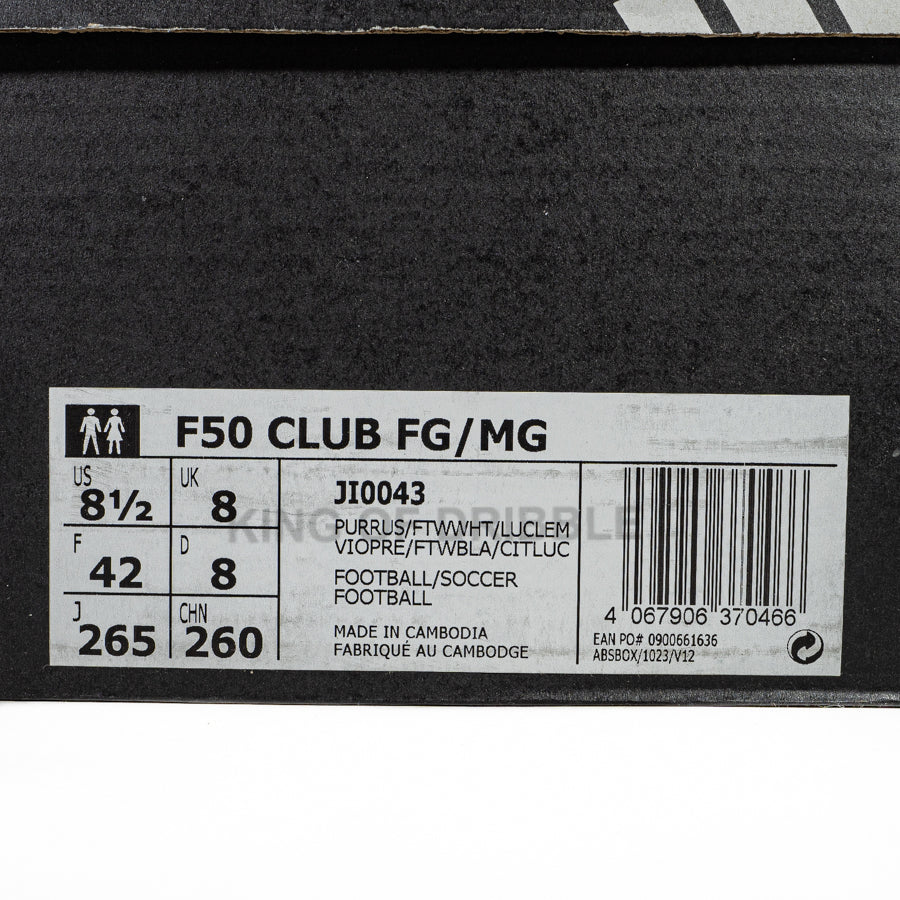 F50 CLUB FG/MG
US
8½
UK
8
F
42
D
8
J
265
CHN
260
JI0043
PURRUS/FTWWHT/LUCLEM
VIOPRE/FTWBLA/CITLUC
FOOTBALL/SOCCER
FOOTBALL
MADE IN CAMBODIA
FABRIQUÉ AU CAMBODGE
KING OF DRIBBLE
4 067906 370466
EAN PO# 0900661636
ABSBOX/1023/V12